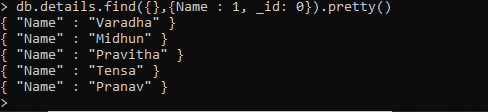 > db.details.find({},{Name : 1, _id: 0}).pretty()
{ "Name" : "Varadha" }
{ "Name" : "Midhun" }
{ "Name" : "Pravitha" }
{ "Name" : "Tensa" }
{ "Name" : "Pranav" }
>